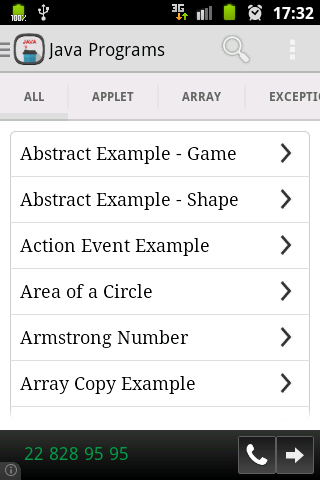 100%
3G
17:32
JAVA
Java Programs
ALL
APPLET
ARRAY
EXCEPTIO
Abstract Example - Game
Abstract Example - Shape
Action Event Example
Area of a Circle
Armstrong Number
Array Copy Example
22 828 95 95